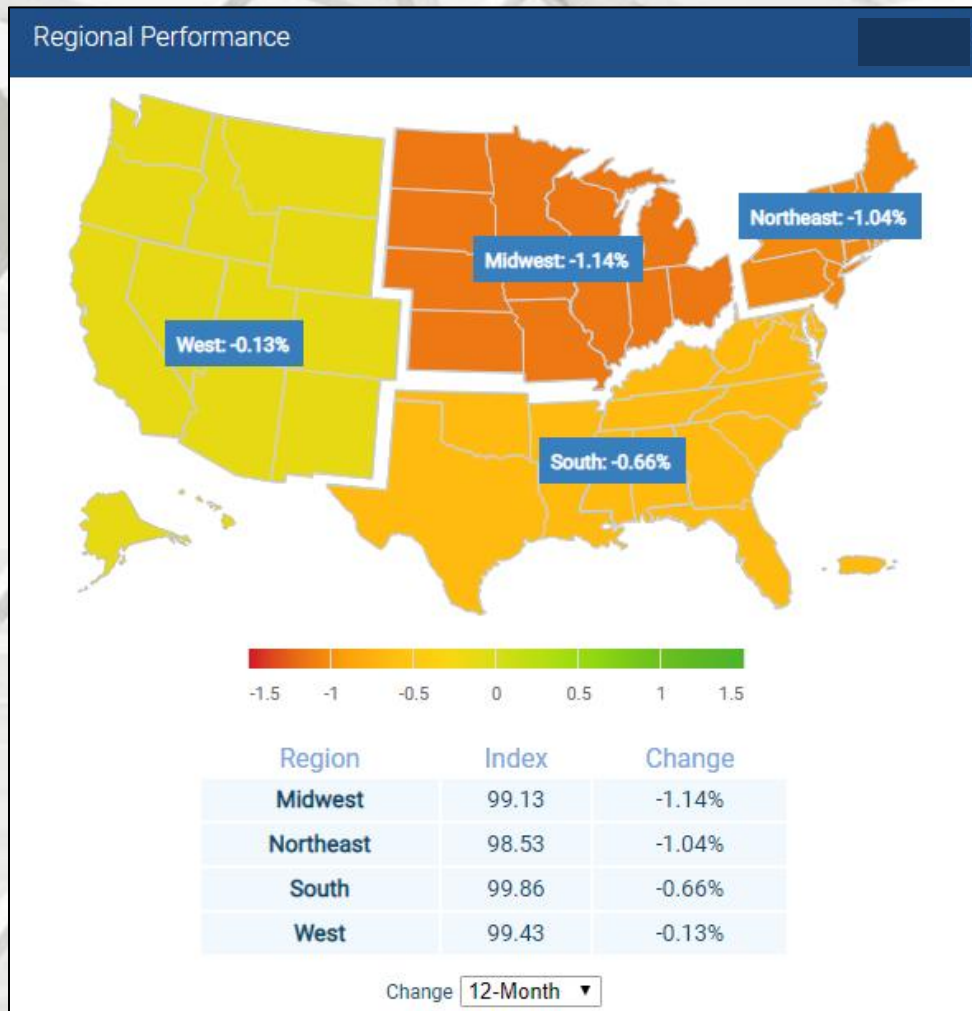 Regional Performance
Northeast: -1.04%
Midwest: -1.14%
West: -0.13%
South: -0.66%
-1.5 -1 -0.5 0 0.5 1 1.5
Region Index Change
Midwest 99.13 -1.14%
Northeast 98.53 -1.04%
South 99.86 -0.66%
West 99.43 -0.13%
Change 12-Month